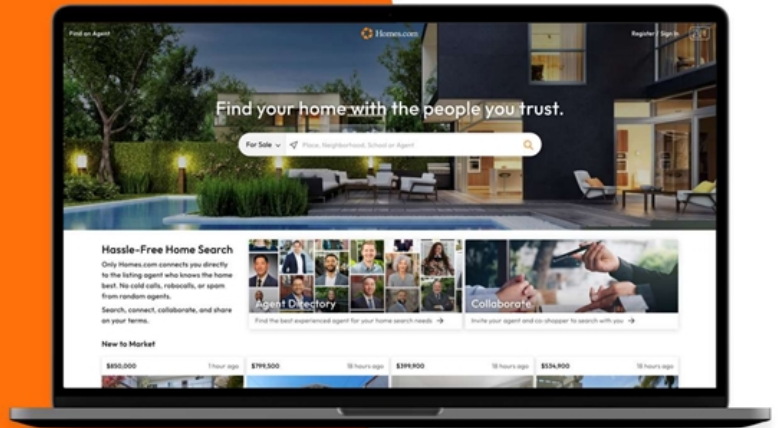 Find an Agent
Homes.com
Register / Sign In
Find your home with the people you trust.
For Sale
Place, Neighborhood, School or Agent
Hassle-Free Home Search
Only Homes.com connects you directly
to the listing agent who knows the home
best. No cold calls, robocalls, or spam
from random agents.
Search, connect, collaborate, and share
on your terms.
Agent Directory
Find the best experienced agent for your home search needs
Collaborate
Invite your agent and co-shopper to search with you
New to Market
$850,000
1 hour ago
$799,500
18 hours ago
$399,900
18 hours ago
$534,900
18 hours ago